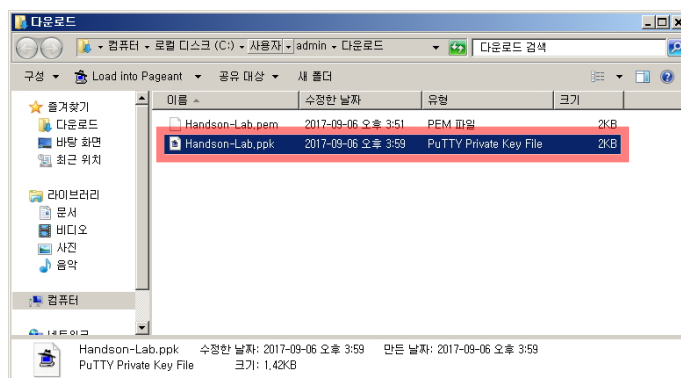 다운로드
컴퓨터 로컬 디스크 (C:) 사용자 admin 다운로드 다운로드 검색
구성 Load into Pageant 공유 대상 새 폴더
즐겨찾기
다운로드
바탕 화면
최근 위치
라이브러리
문서
비디오
사진
음악
컴퓨터
이름 수정한 날짜 유형 크기
Handson-Lab.pem 2017-09-06 오후 3:51 PEM 파일 2KB
Handson-Lab.ppk 2017-09-06 오후 3:59 PuTTY Private Key File 2KB
Handson-Lab.ppk 수정한 날짜: 2017-09-06 오후 3:59 만든 날짜: 2017-09-06 오후 3:59
PuTTY Private Key File 크기: 1.42KB